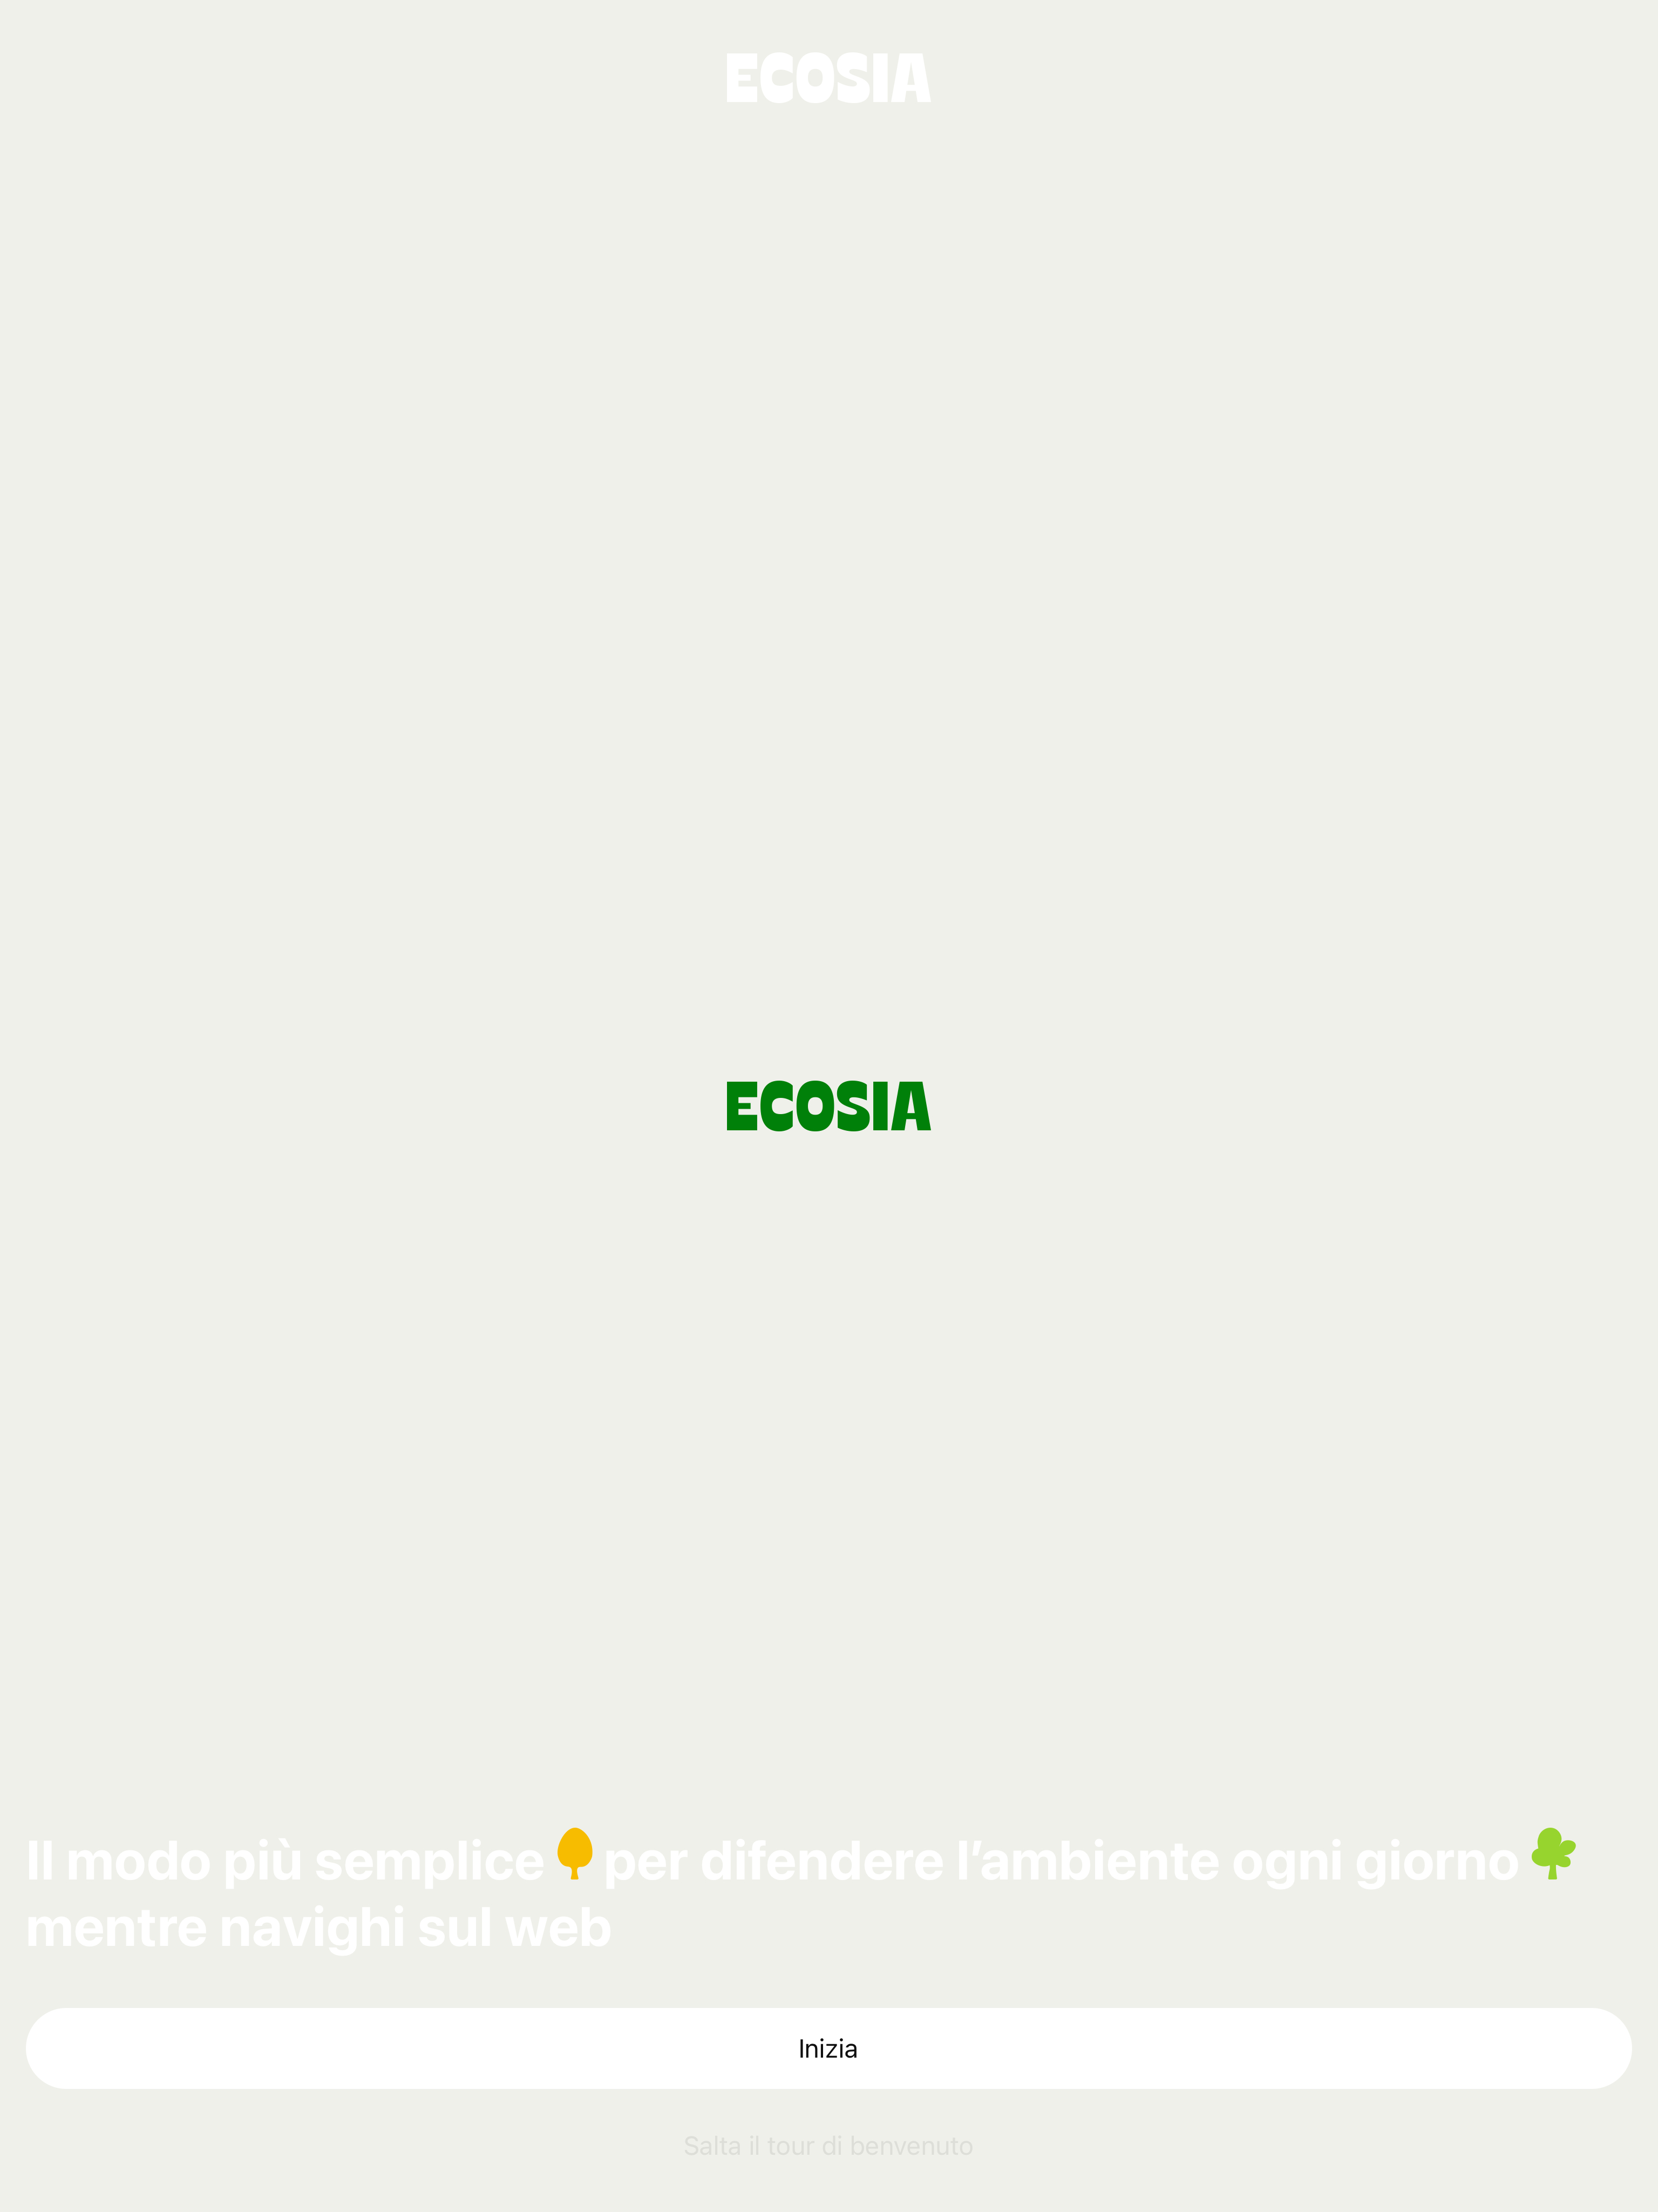 ECOSIA
ECOSIA
Il modo più semplice per difendere l’ambiente ogni giorno
mentre navighi sul web
Inizia
Salta il tour di benvenuto